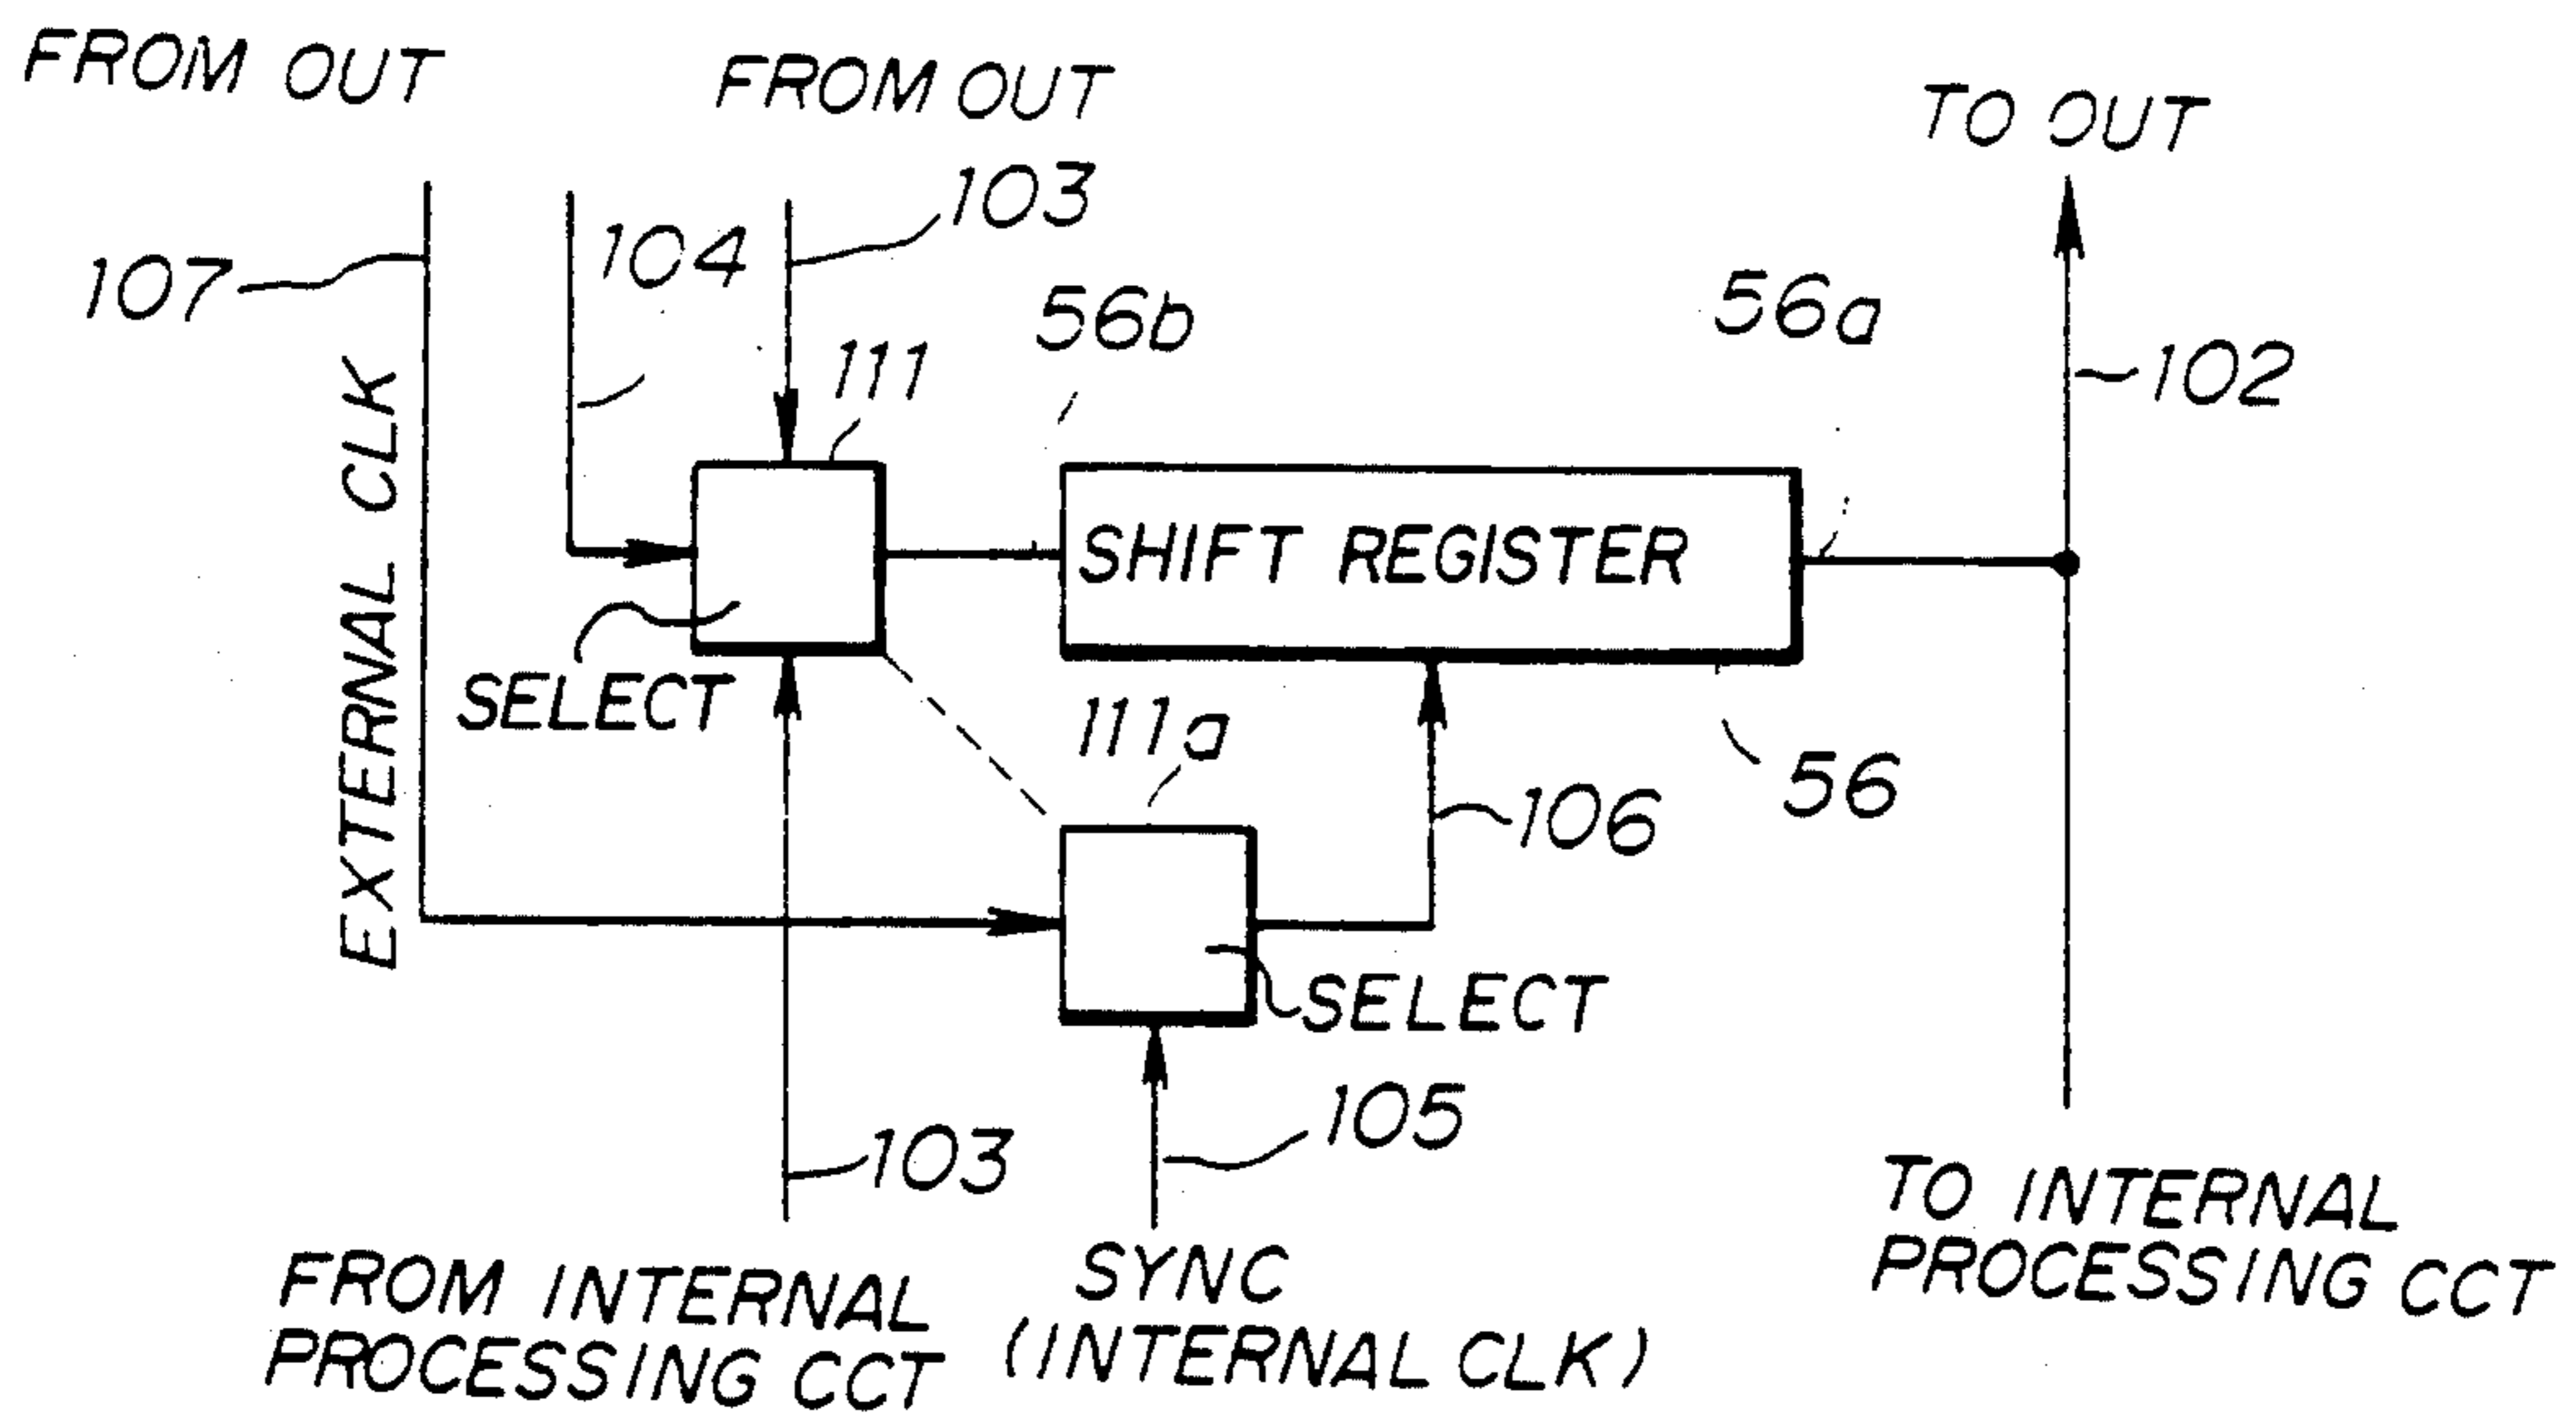 FROM OUT
FROM OUT
TO OUT
103
104
107
56b
56a
111
102
EXTERNAL CLK
SHIFT REGISTER
SELECT
111a
56
106
SELECT
105
103
TO INTERNAL
PROCESSING CCT
FROM INTERNAL
PROCESSING CCT
SYNC
(INTERNAL CLK)